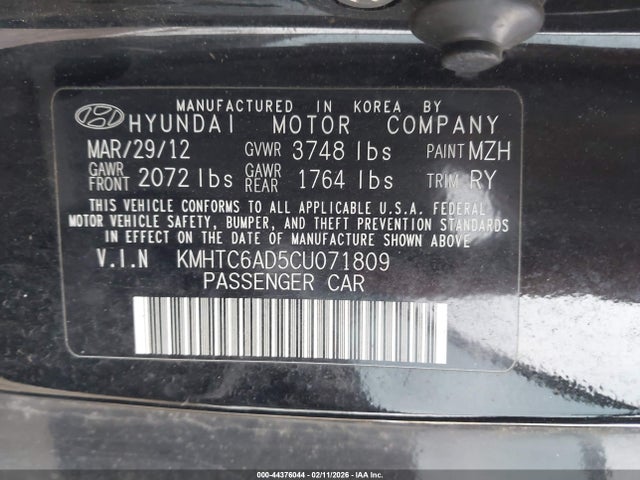 MANUFACTURED IN KOREA BY
HYUNDAI MOTOR COMPANY
MAR/29/12 GVWR 3748 lbs PAINT MZH
GAWR FRONT 2072 lbs GAWR REAR 1764 lbs TRIM RY
THIS VEHICLE CONFORMS TO ALL APPLICABLE U.S.A. FEDERAL
MOTOR VEHICLE SAFETY, BUMPER, AND THEFT PREVENTION STANDARDS
IN EFFECT ON THE DATE OF MANUFACTURE SHOWN ABOVE
V.I.N KMHTC6AD5CU071809
PASSENGER CAR
000-44376044 - 02/11/2026 - IAA Inc.